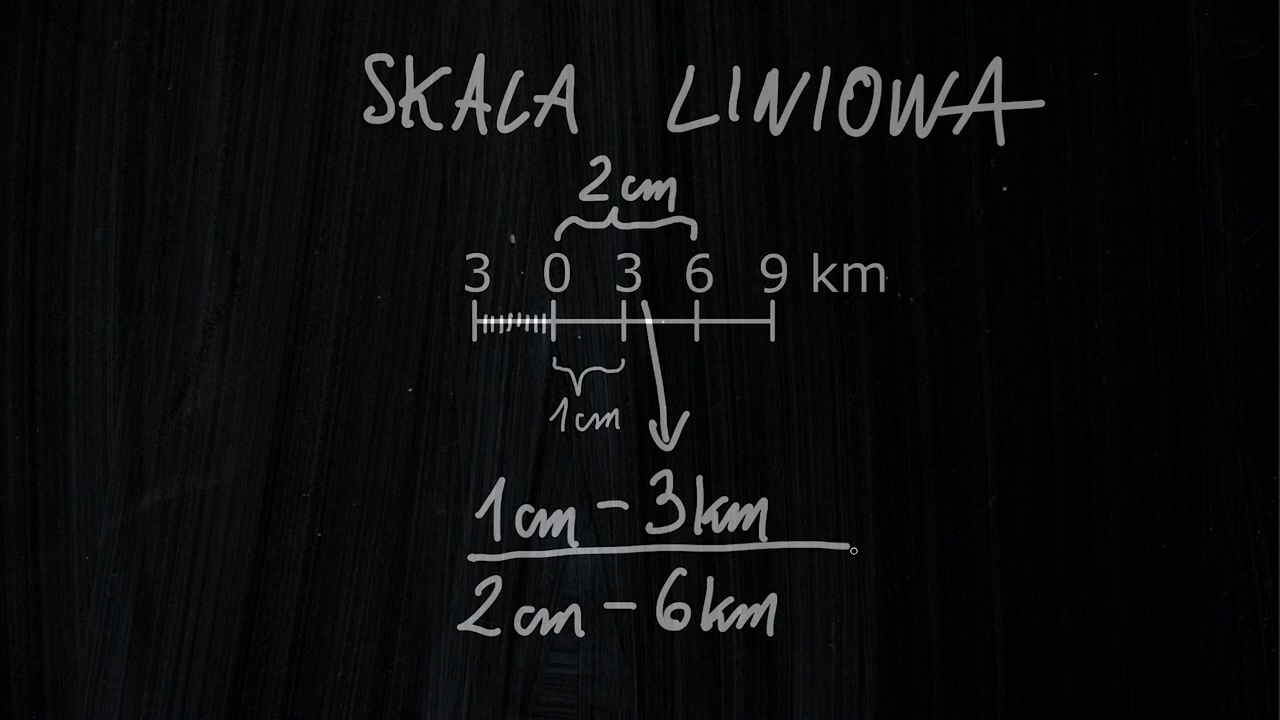 SKALA LINIOWA
2 cm
3 0 3 6 9 km
1 cm
1 cm – 3 km
2 cm – 6 km